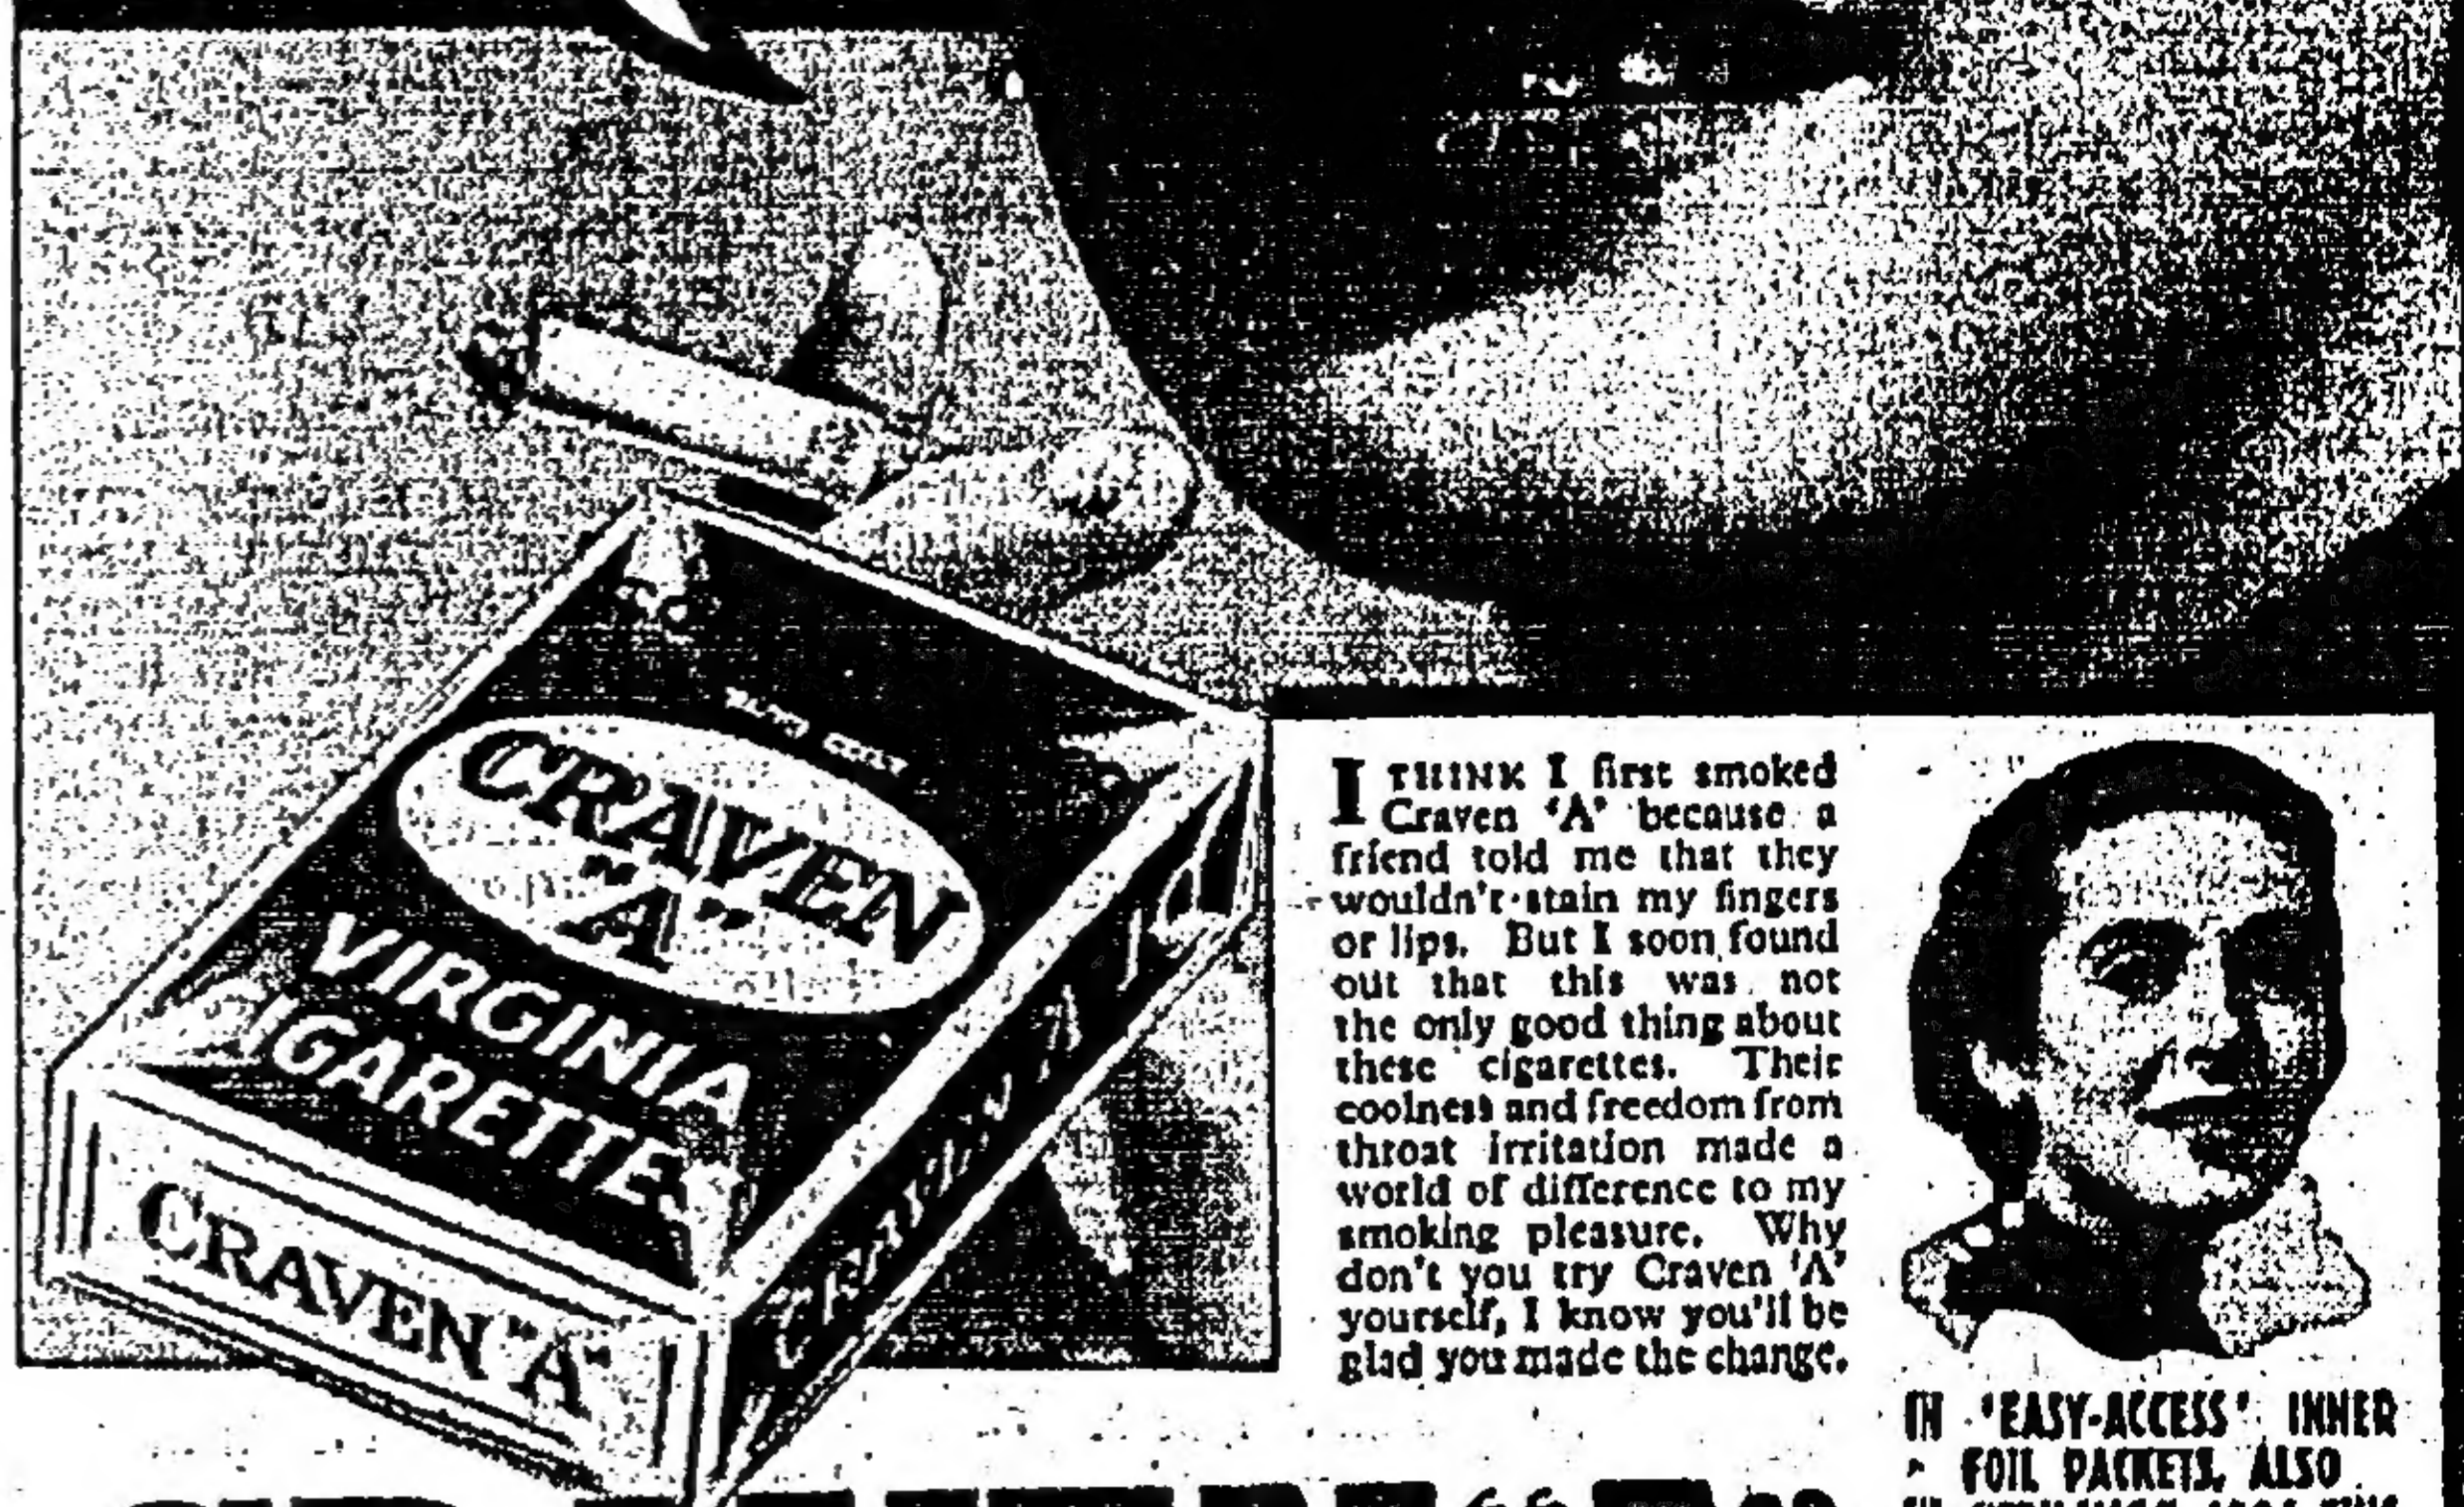 CRAVEN
"A"
VIRGINIA
CIGARETTES
CRAVEN "A"
I THINK I first smoked
Craven 'A' because a
friend told me that they
wouldn't stain my fingers
or lips. But I soon found
out that this was not
the only good thing about
these cigarettes. Their
coolness and freedom from
throat irritation made a
world of difference to my
smoking pleasure. Why
don't you try Craven 'A'
yourself, I know you'll be
glad you made the change.
IN 'EASY-ACCESS' INNER
FOIL PACKETS, ALSO